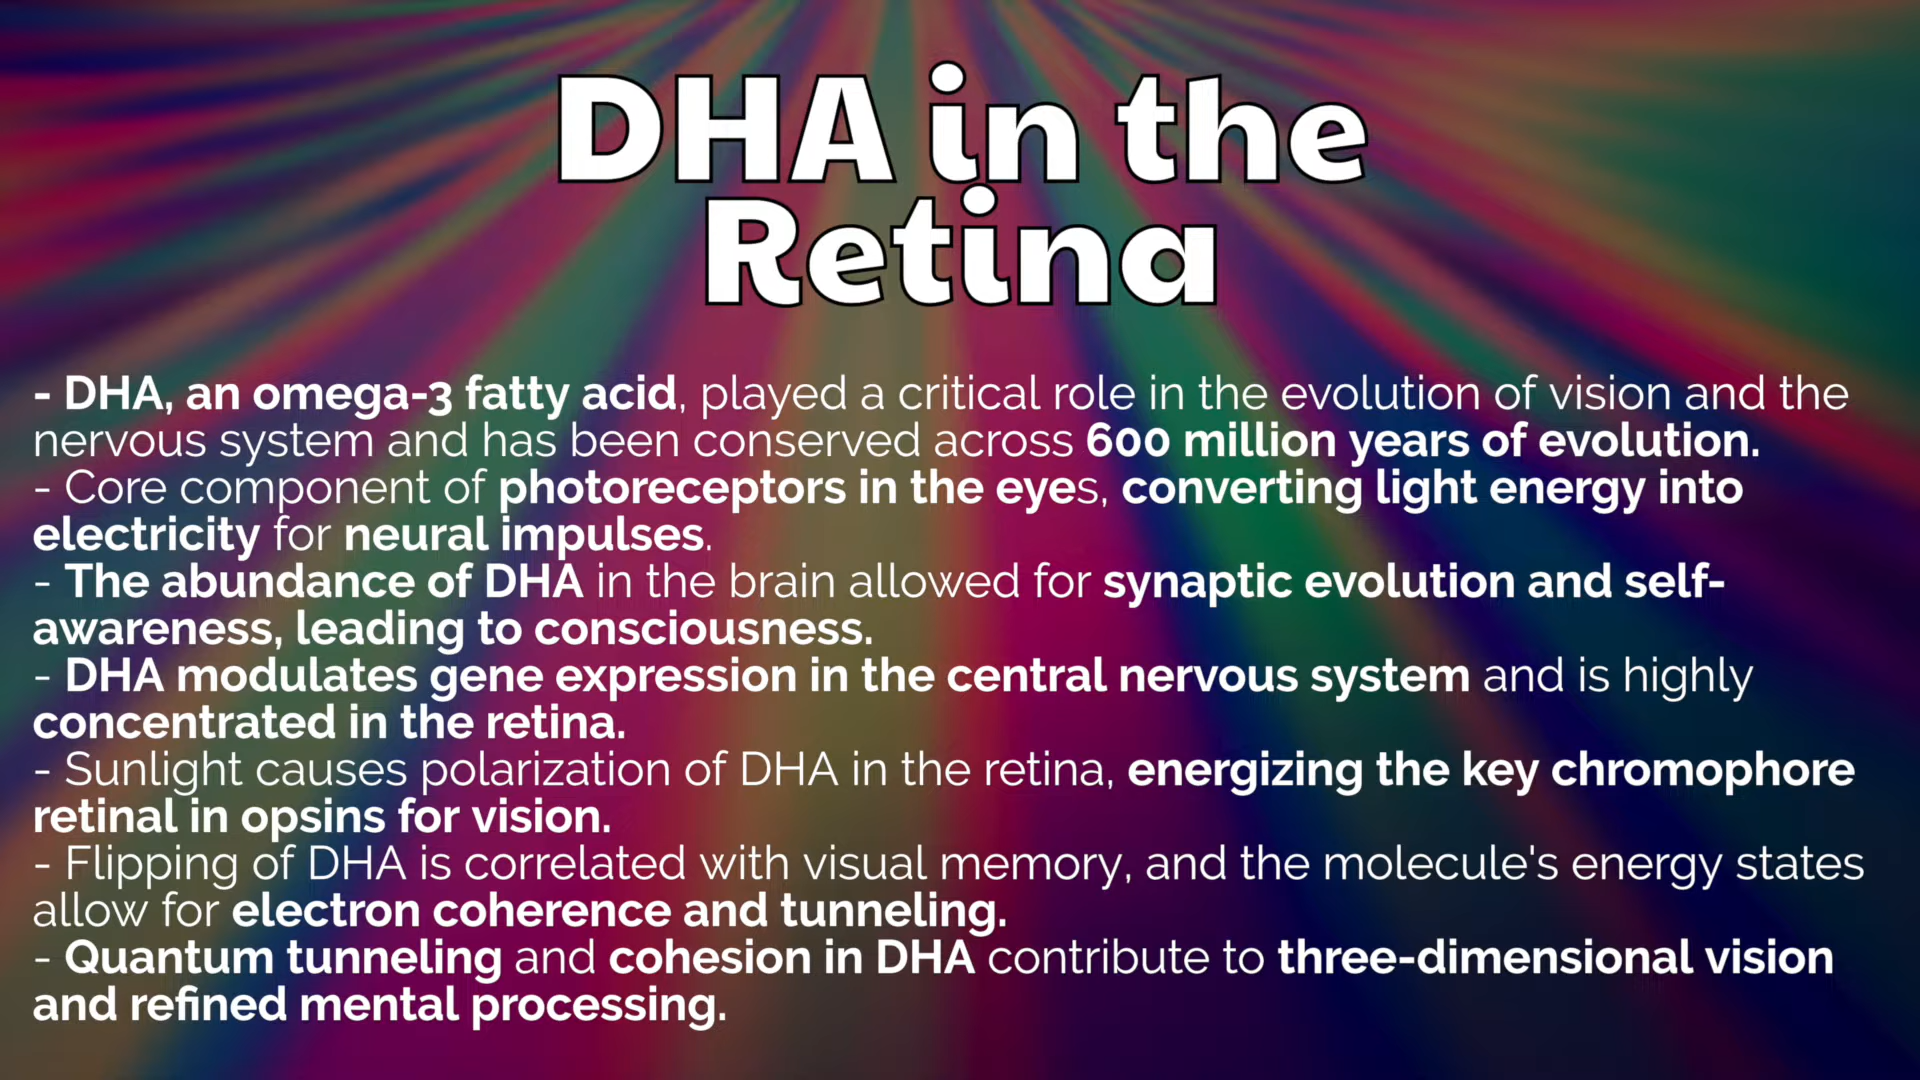 DHA in the
Retina
- DHA, an omega-3 fatty acid, played a critical role in the evolution of vision and the
nervous system and has been conserved across 600 million years of evolution.
- Core component of photoreceptors in the eyes, converting light energy into
electricity for neural impulses.
- The abundance of DHA in the brain allowed for synaptic evolution and self-
awareness, leading to consciousness.
- DHA modulates gene expression in the central nervous system and is highly
concentrated in the retina.
- Sunlight causes polarization of DHA in the retina, energizing the key chromophore
retinal in opsins for vision.
- Flipping of DHA is correlated with visual memory, and the molecule's energy states
allow for electron coherence and tunneling.
- Quantum tunneling and cohesion in DHA contribute to three-dimensional vision
and refined mental processing.